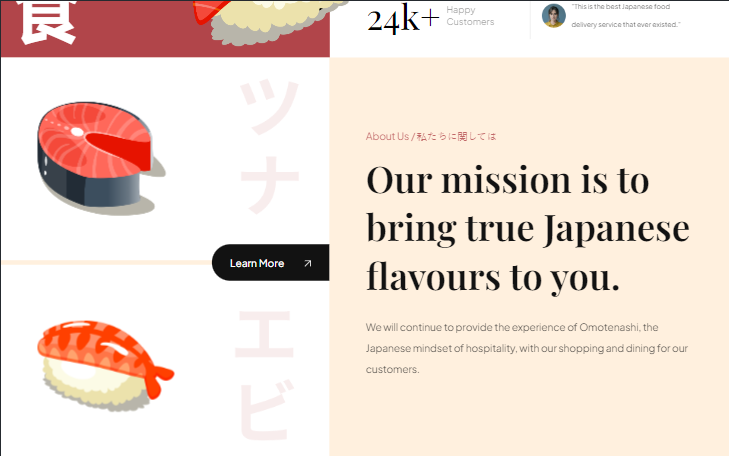 食
24k+
Happy
Customers
"This is the best Japanese food
delivery service that ever existed."
ツナ
Learn More
エビ
About Us / 私たちに関しては
Our mission is to
bring true Japanese
flavours to you.
We will continue to provide the experience of Omotenashi, the
Japanese mindset of hospitality, with our shopping and dining for our
customers.